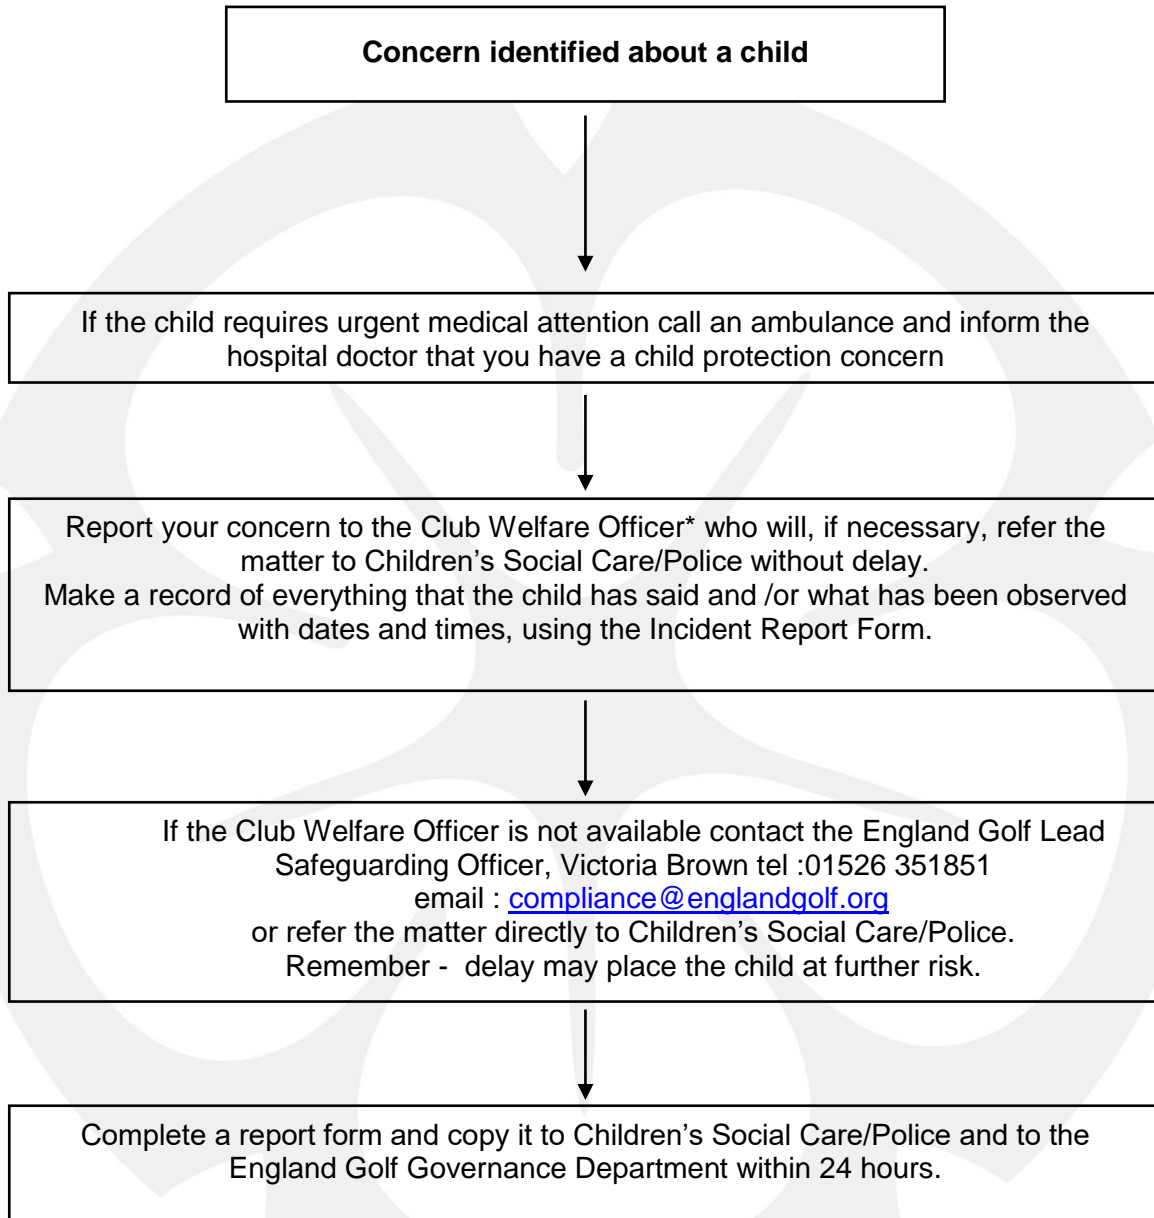 Concern identified about a child
If the child requires urgent medical attention call an ambulance and inform the
hospital doctor that you have a child protection concern
Report your concern to the Club Welfare Officer* who will, if necessary, refer the
matter to Children’s Social Care/Police without delay.
Make a record of everything that the child has said and /or what has been observed
with dates and times, using the Incident Report Form.
If the Club Welfare Officer is not available contact the England Golf Lead
Safeguarding Officer, Victoria Brown tel :01526 351851
email : compliance@englandgolf.org
or refer the matter directly to Children’s Social Care/Police.
Remember - delay may place the child at further risk.
Complete a report form and copy it to Children’s Social Care/Police and to the
England Golf Governance Department within 24 hours.